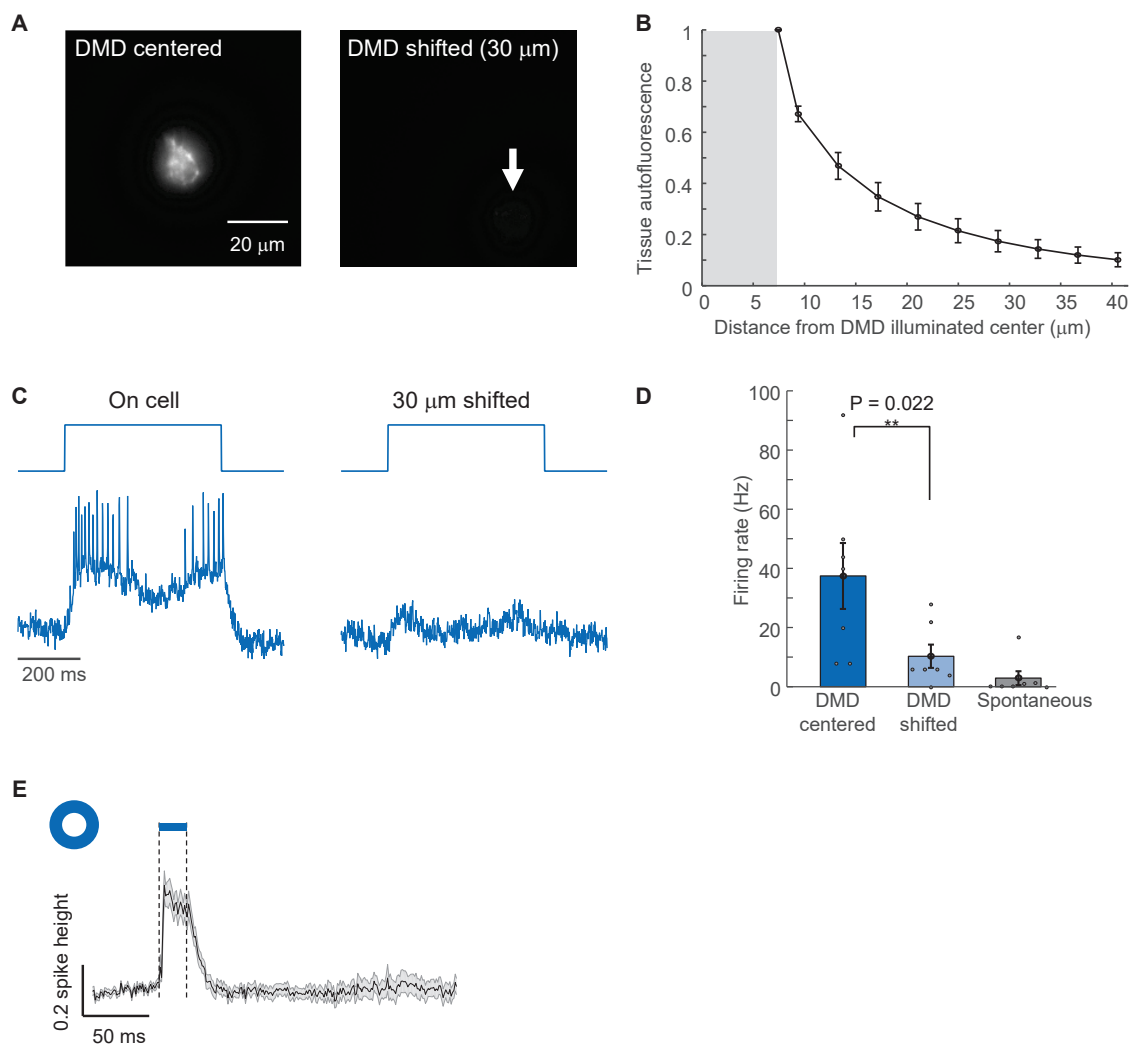 A
DMD centered
20 μm
DMD shifted (30 μm)
B
Tissue autofluorescence
1
0.8
0.6
0.4
0.2
0
0 5 10 15 20 25 30 35 40
Distance from DMD illuminated center (μm)
C
On cell
30 μm shifted
200 ms
D
Firing rate (Hz)
100
80
60
40
20
0
P = 0.022
**
DMD centered
DMD shifted
Spontaneous
E
0.2 spike height
50 ms